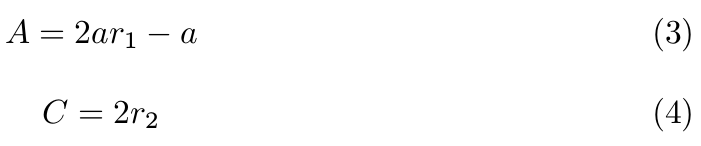 A = 2ar₁ − a (3)
C = 2r₂ (4)